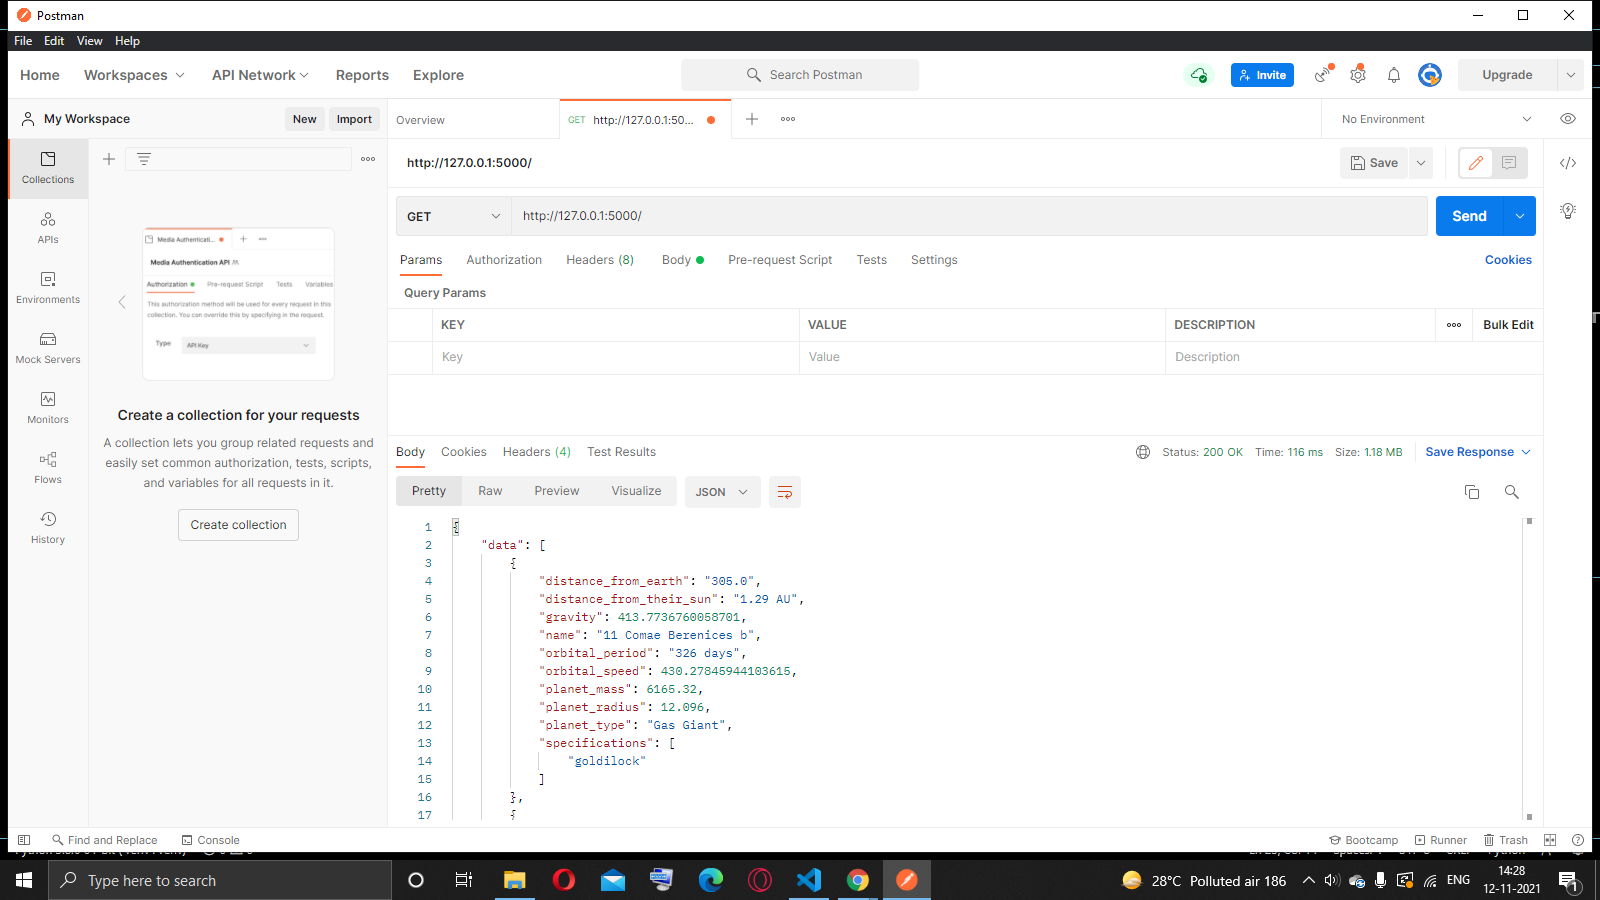 Postman
File Edit View Help
Home Workspaces API Network Reports Explore
Search Postman
Invite
Upgrade
My Workspace
New Import
Overview
GET http://127.0.0.1:50...
No Environment
http://127.0.0.1:5000/
Save
GET http://127.0.0.1:5000/
Send
Params Authorization Headers (8) Body Pre-request Script Tests Settings
Cookies
Query Params
KEY VALUE DESCRIPTION
Bulk Edit
Key Value Description
Collections
APIs
Environments
Mock Servers
Monitors
Flows
History
Media Authenticati...
Media Authentication API
Authorization Pre-request Script Tests Variables
This authorization method will be used for every request in this
collection. You can override this by specifying in the request.
Type API Key
Create a collection for your requests
A collection lets you group related requests and
easily set common authorization, tests, scripts,
and variables for all requests in it.
Create collection
Body Cookies Headers (4) Test Results
Status: 200 OK Time: 116 ms Size: 1.18 MB
Save Response
Pretty Raw Preview Visualize JSON
1 {
2 "data": [
3 {
4 "distance_from_earth": "305.0",
5 "distance_from_their_sun": "1.29 AU",
6 "gravity": 413.7736760058701,
7 "name": "11 Comae Berenices b",
8 "orbital_period": "326 days",
9 "orbital_speed": 430.27845944103615,
10 "planet_mass": 6165.32,
11 "planet_radius": 12.096,
12 "planet_type": "Gas Giant",
13 "specifications": [
14 "goldilock"
15 ]
16 },
17 {
Find and Replace Console
Bootcamp Runner Trash
Type here to search
28°C Polluted air 186
ENG
14:28
12-11-2021
1